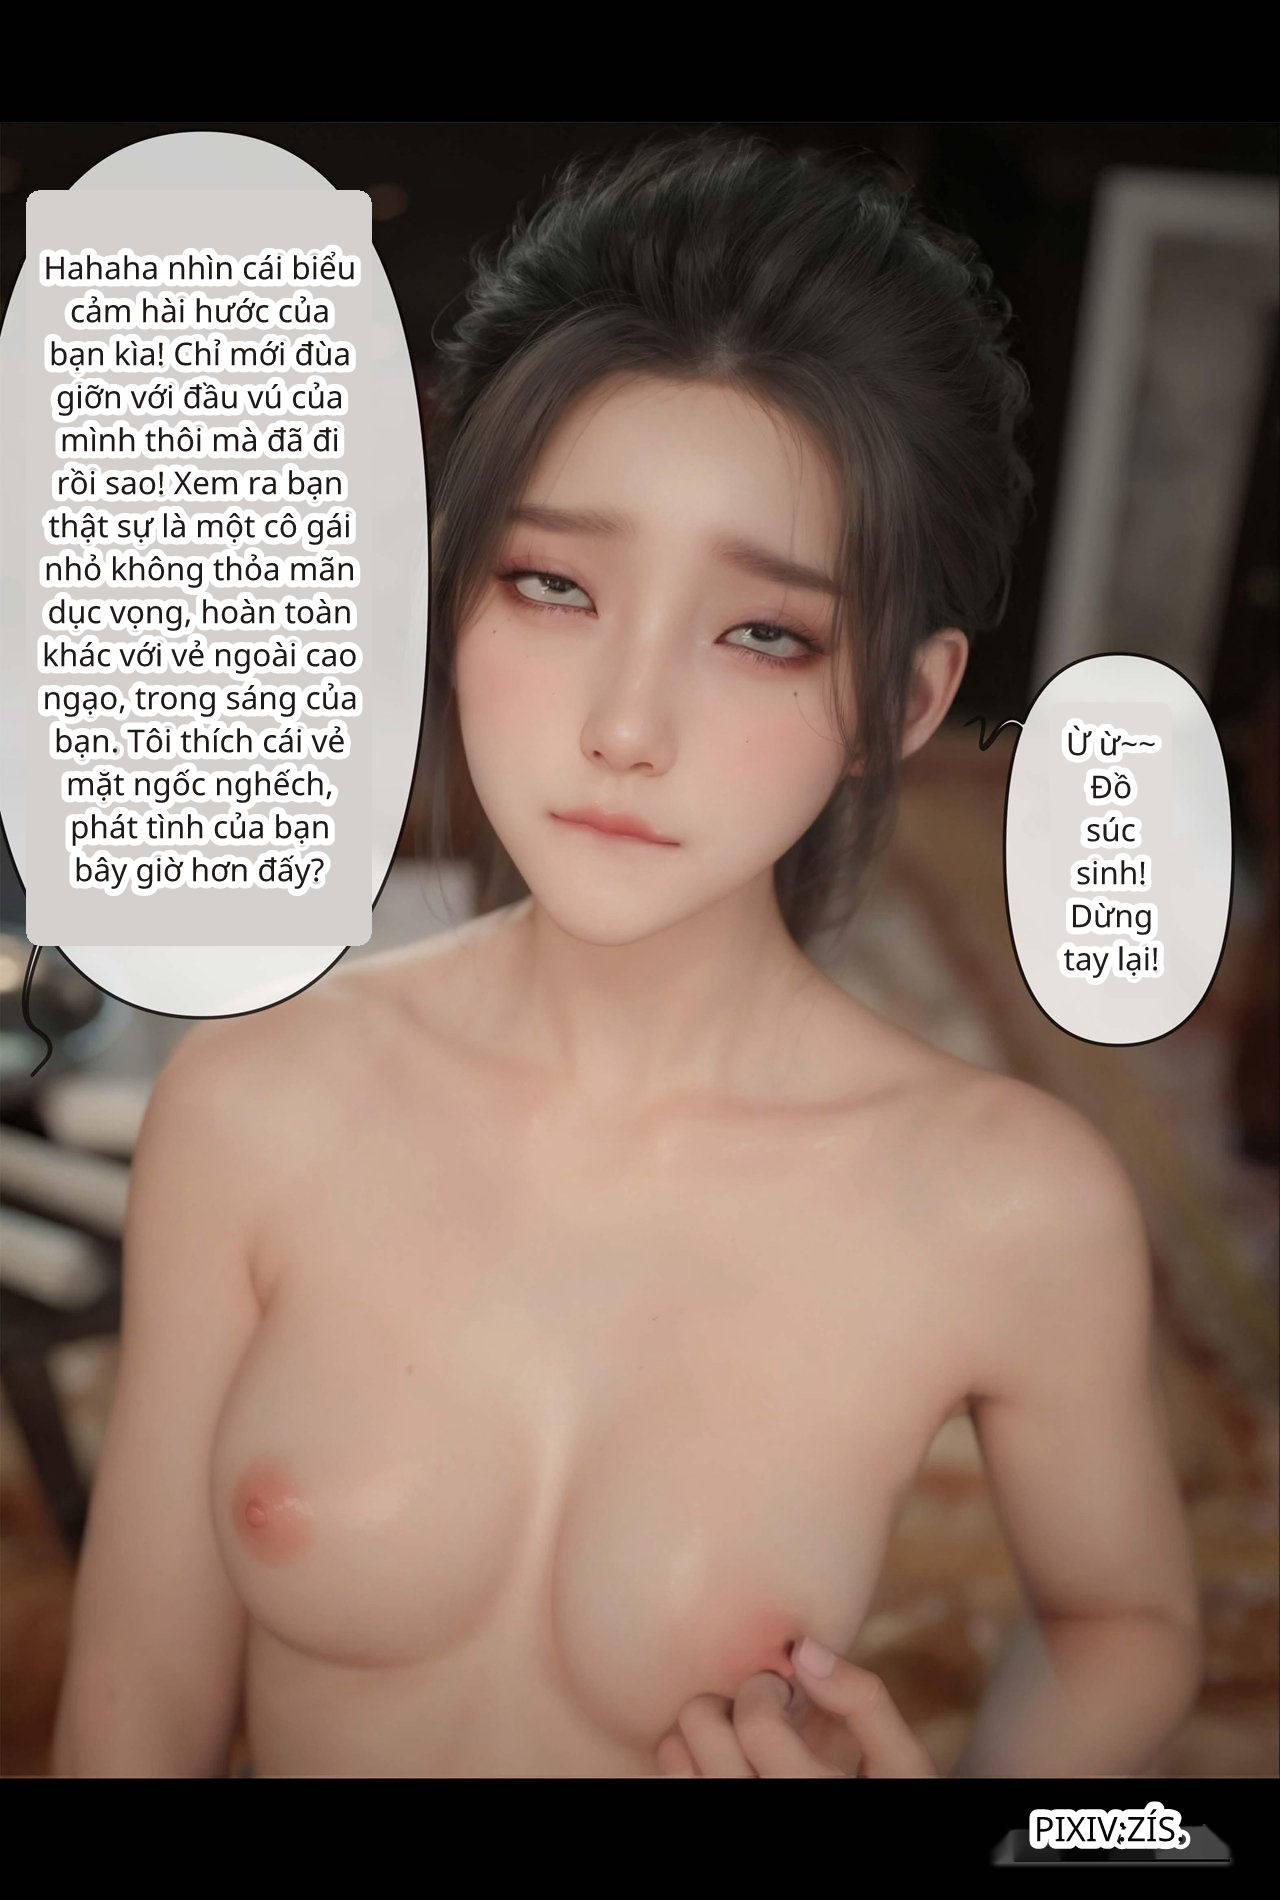 Hahaha nhìn cái biểu
cảm hài hước của
bạn kìa! Chỉ mới đùa
giỡn với đầu vú của
mình thôi mà đã đi
rồi sao! Xem ra bạn
thật sự là một cô gái
nhỏ không thỏa mãn
dục vọng, hoàn toàn
khác với vẻ ngoài cao
ngạo, trong sáng của
bạn. Tôi thích cái vẻ
mặt ngốc nghếch,
phát tình của bạn
bây giờ hơn đấy?
Ừ ừ~~
Đồ
súc
sinh!
Dừng
tay lại!
PIXIV:ZÍS.